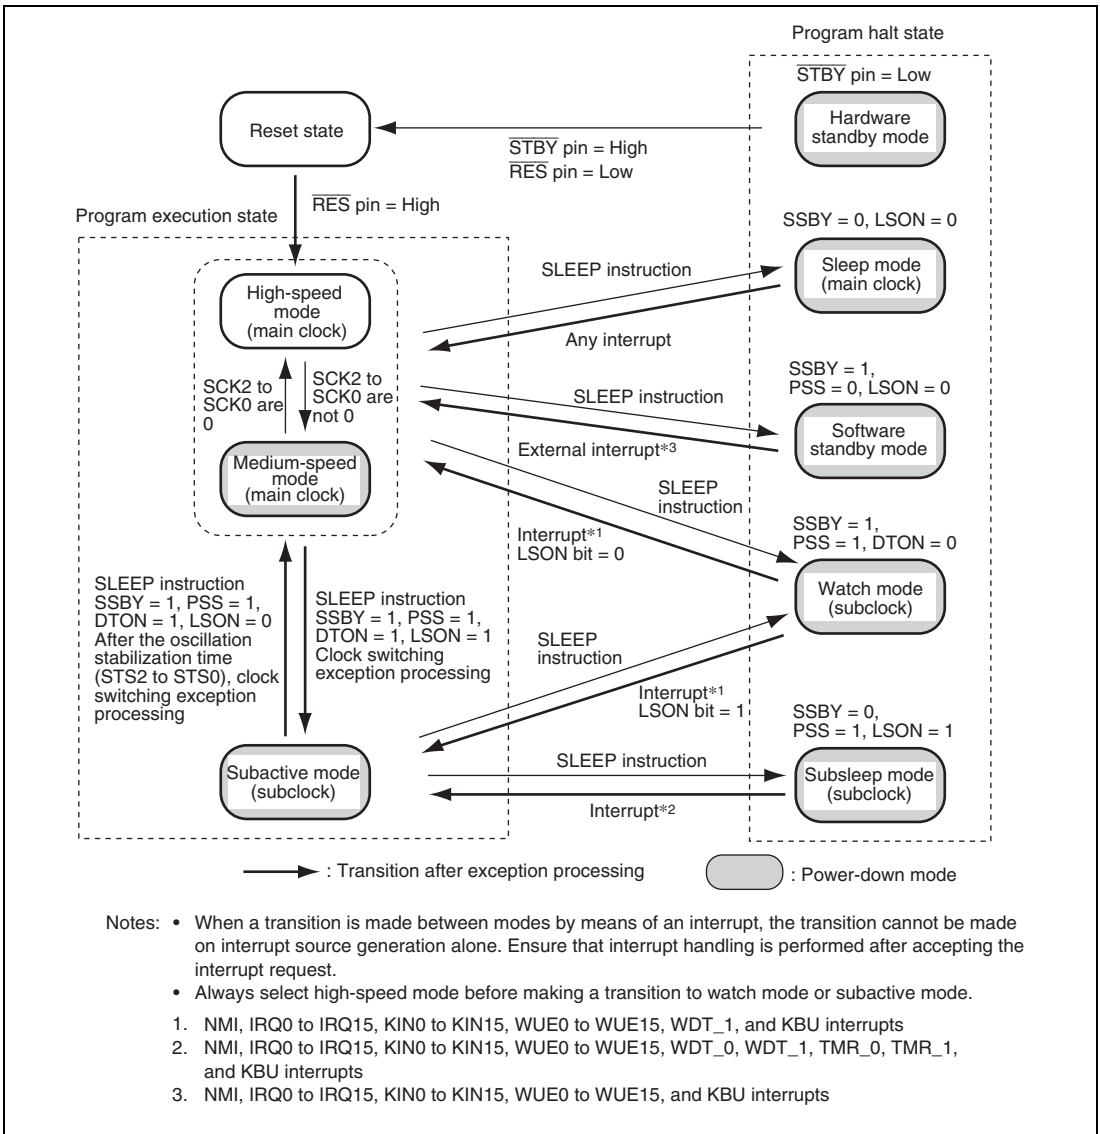 Program halt state
STBY pin = Low
Hardware
standby mode
Reset state
STBY pin = High
RES pin = Low
RES pin = High
Program execution state
SSBY = 0, LSON = 0
Sleep mode
(main clock)
SLEEP instruction
Any interrupt
High-speed
mode
(main clock)
SCK2 to
SCK0 are
0
SCK2 to
SCK0 are
not 0
SSBY = 1,
PSS = 0, LSON = 0
Software
standby mode
SLEEP instruction
External interrupt*3
Medium-speed
mode
(main clock)
SLEEP
instruction
Interrupt*1
LSON bit = 0
SSBY = 1,
PSS = 1, DTON = 0
Watch mode
(subclock)
SLEEP instruction
SSBY = 1, PSS = 1,
DTON = 1, LSON = 0
After the oscillation
stabilization time
(STS2 to STS0), clock
switching exception
processing
SLEEP instruction
SSBY = 1, PSS = 1,
DTON = 1, LSON = 1
Clock switching
exception processing
SLEEP
instruction
Interrupt*1
LSON bit = 1
SSBY = 0,
PSS = 1, LSON = 1
Subactive mode
(subclock)
SLEEP instruction
Interrupt*2
Subsleep mode
(subclock)
: Transition after exception processing
: Power-down mode
Notes: • When a transition is made between modes by means of an interrupt, the transition cannot be made
on interrupt source generation alone. Ensure that interrupt handling is performed after accepting the
interrupt request.
• Always select high-speed mode before making a transition to watch mode or subactive mode.
1. NMI, IRQ0 to IRQ15, KIN0 to KIN15, WUE0 to WUE15, WDT_1, and KBU interrupts
2. NMI, IRQ0 to IRQ15, KIN0 to KIN15, WUE0 to WUE15, WDT_0, WDT_1, TMR_0, TMR_1,
and KBU interrupts
3. NMI, IRQ0 to IRQ15, KIN0 to KIN15, WUE0 to WUE15, and KBU interrupts